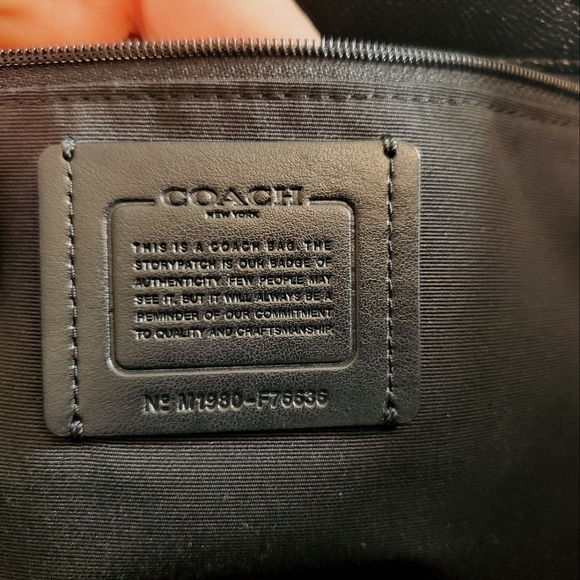 COACH
NEW YORK
THIS IS A COACH BAG. THE
STORYPATCH IS OUR BADGE OF
AUTHENTICITY. FEW PEOPLE MAY
SEE IT, BUT IT WILL ALWAYS BE A
REMINDER OF OUR COMMITMENT
TO QUALITY AND CRAFTSMANSHIP.
Nº M1980-F76636